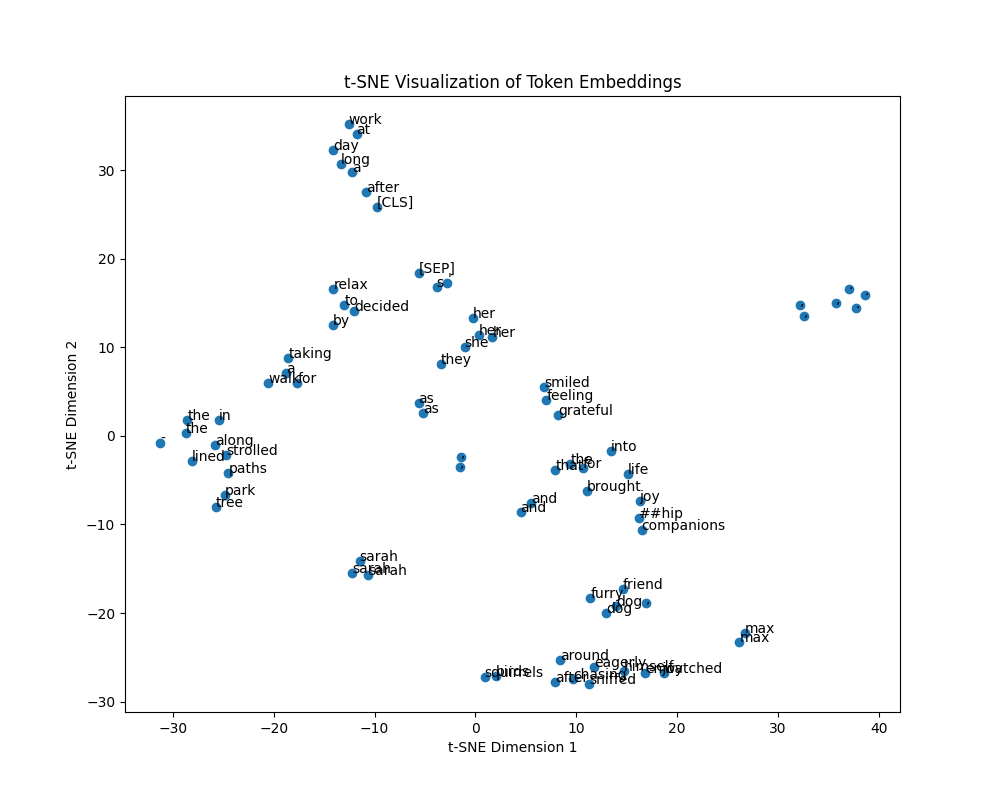 t-SNE Visualization of Token Embeddings
work
at
day
long
a
after
[CLS]
30
[SEP]
s '
20
relax
to
decided
by
her
her
her
she
they
10
taking
a
walk for
smiled
feeling
grateful
as
as
the in
the
-
along
strolled
lined
paths
park
tree
0
into
the
that for
life
brought
joy
and
and
##hip
companions
-10
sarah
sarah
sarah
friend
furry
dog
dog
max
max
-20
around
eagerly
himself
enjoy
watched
squirrels
birds
after
chasing
sniffed
-30
-30 -20 -10 0 10 20 30 40
t-SNE Dimension 1
t-SNE Dimension 2